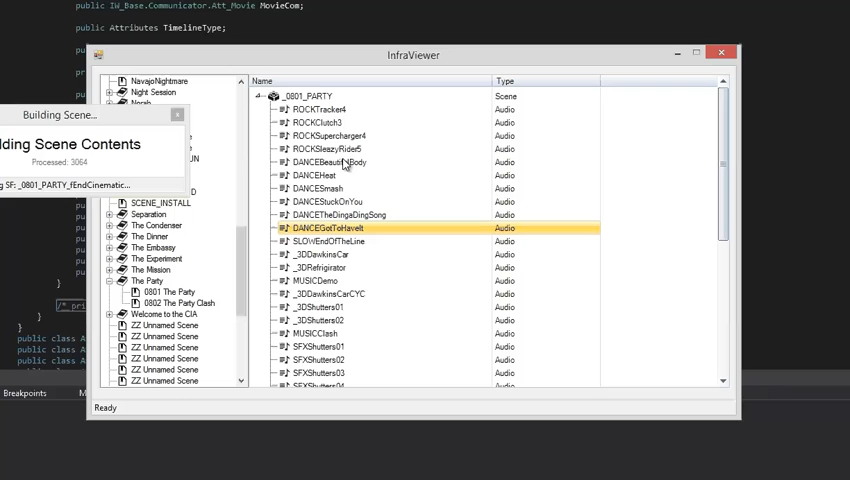 public IW_Base.Communicator.Att_Movie MovieCom;
public Attributes TimelineType;
InfraViewer
Building Scene...
lding Scene Contents
Processed: 3064
g SF: _0801_PARTY_fEndCinematic...
NavajoNightmare
Night Session
SCENE_INSTALL
Separation
The Condenser
The Dinner
The Embassy
The Experiment
The Mission
The Party
0801 The Party
0802 The Party Clash
Welcome to the CIA
ZZ Unnamed Scene
ZZ Unnamed Scene
ZZ Unnamed Scene
ZZ Unnamed Scene
ZZ Unnamed Scene
ZZ Unnamed Scene
Name Type
_0801_PARTY Scene
ROCKTracker4 Audio
ROCKClutch3 Audio
ROCKSupercharger4 Audio
ROCKSleazyRider5 Audio
DANCEBeautifulBody Audio
DANCEHeat Audio
DANCESmash Audio
DANCEStuckOnYou Audio
DANCETheDingaDingSong Audio
DANCEGotToHaveIt Audio
SLOWEndOfTheLine Audio
_3DDawkinsCar Audio
_3DRefrigirator Audio
MUSICDemo Audio
_3DDawkinsCarCYC Audio
_3DShutters01 Audio
_3DShutters02 Audio
MUSICClash Audio
SFXShutters01 Audio
SFXShutters02 Audio
SFXShutters03 Audio
SFXShutters04 Audio
Ready
}
}
}
public class A
public class A
Breakpoints